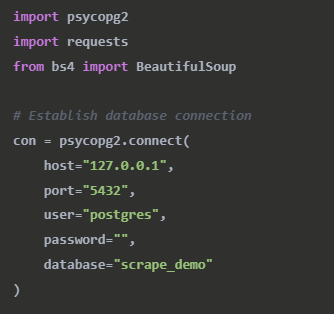 import psycopg2
import requests
from bs4 import BeautifulSoup
# Establish database connection
con = psycopg2.connect(
    host="127.0.0.1",
    port="5432",
    user="postgres",
    password="",
    database="scrape_demo"
)